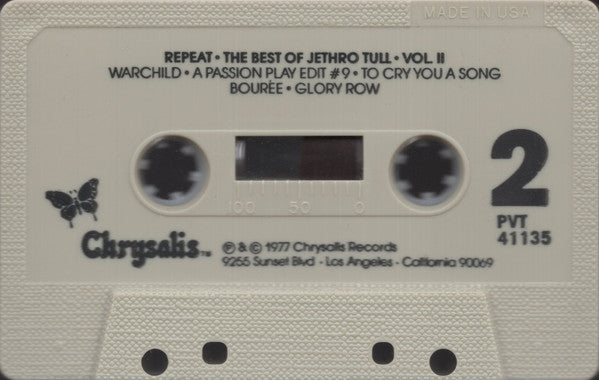 MADE IN USA
REPEAT • THE BEST OF JETHRO TULL • VOL. II
WARCHILD • A PASSION PLAY EDIT #9 • TO CRY YOU A SONG
BOURÉE • GLORY ROW
2
100 50 0
PVT
41135
Chrysalis™
℗ & © 1977 Chrysalis Records
9255 Sunset Blvd - Los Angeles - California 90069